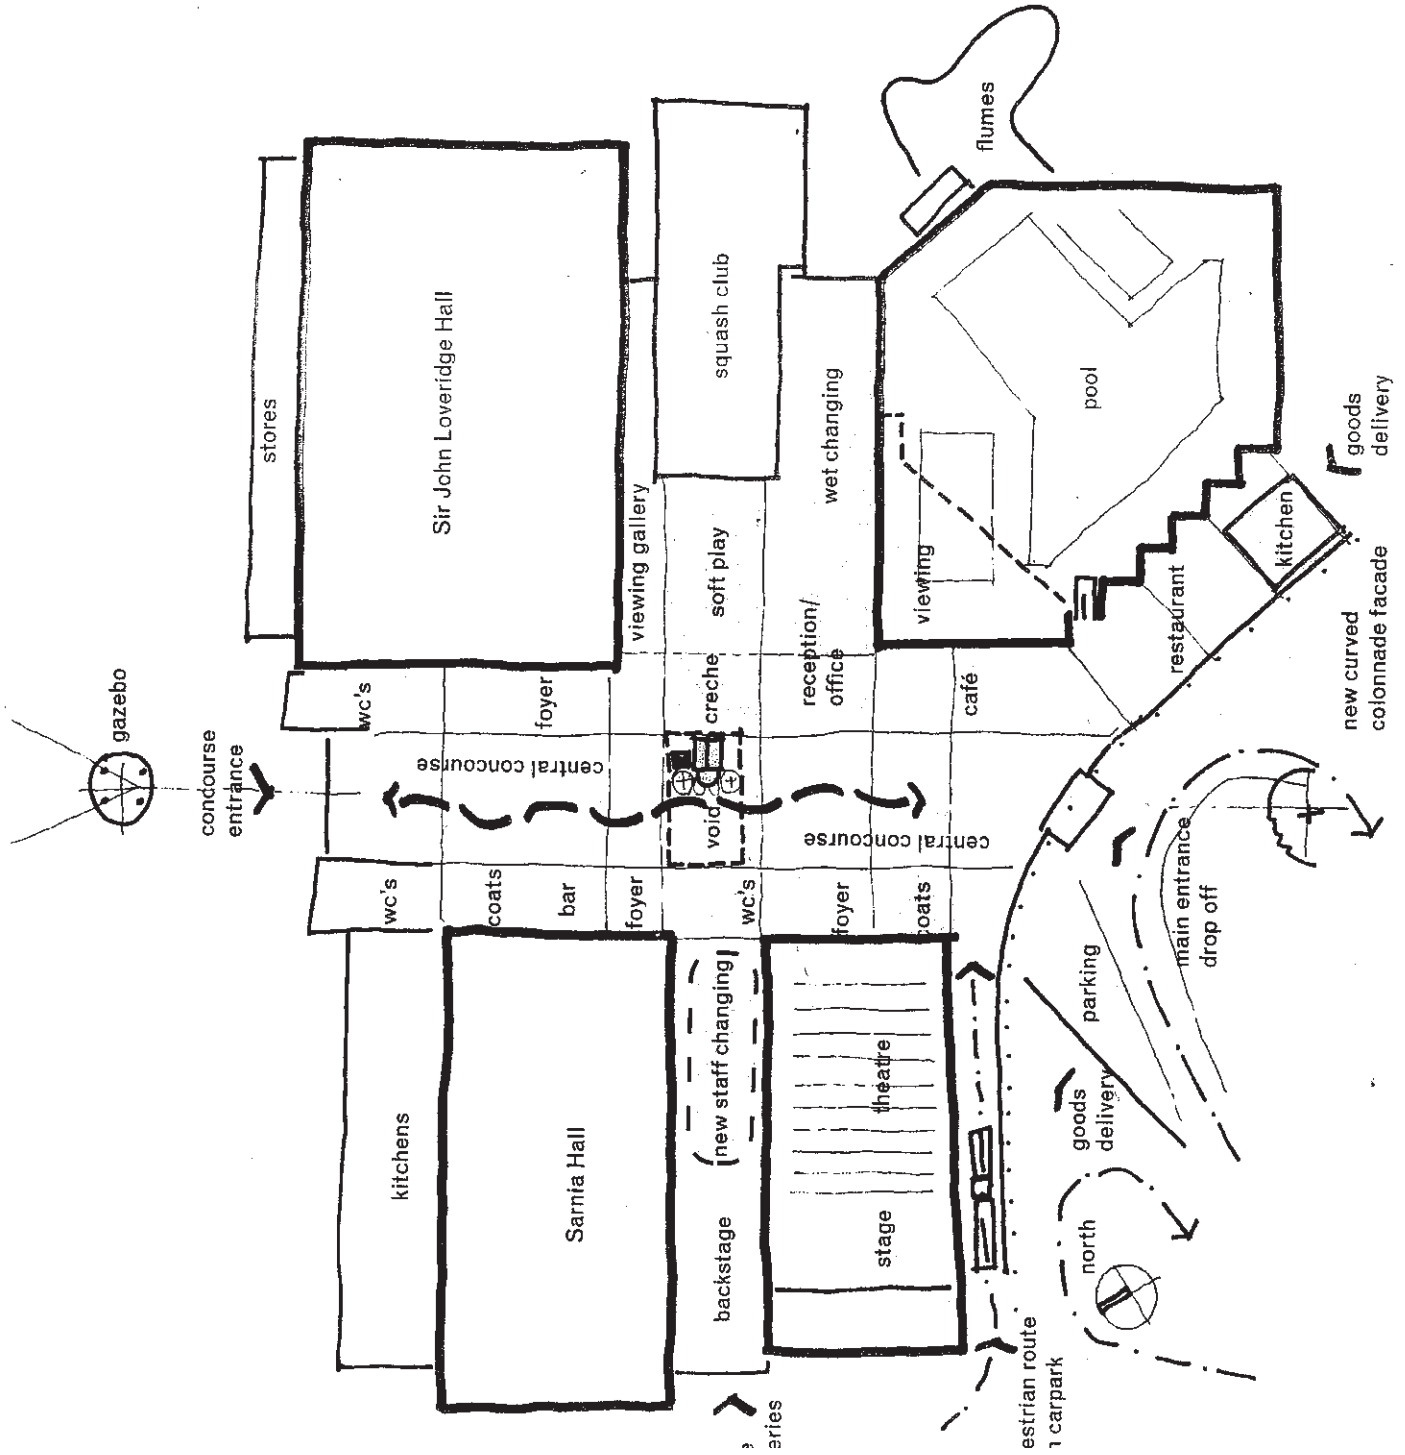 gazebo
concourse
entrance
stores
Sir John Loveridge Hall
wc's
foyer
central concourse
viewing gallery
squash club
soft play
creche
void
reception/
office
wet changing
flumes
pool
viewing
café
restaurant
kitchen
goods
delivery
new curved
colonnade facade
central concourse
wc's
coats
bar
foyer
wc's
foyer
coats
kitchens
Sarnia Hall
new staff changing
backstage
theatre
stage
parking
main entrance
drop off
goods
delivery
north
estrian route
carpark
eries